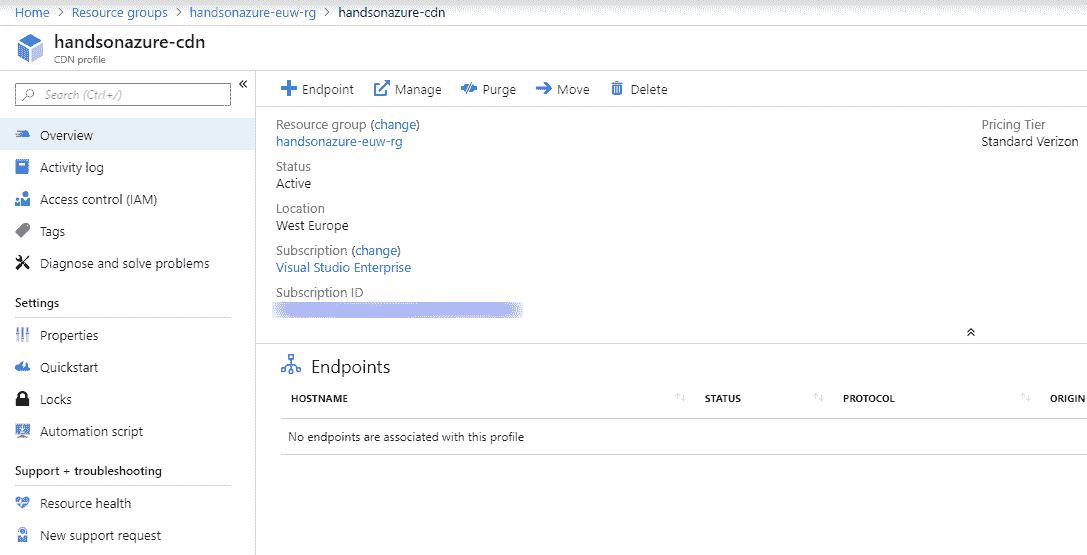 Home > Resource groups > handsonazure-euw-rg > handsonazure-cdn
handsonazure-cdn
CDN profile
Search (Ctrl+/)
«
Overview
Activity log
Access control (IAM)
Tags
Diagnose and solve problems
Settings
Properties
Quickstart
Locks
Automation script
Support + troubleshooting
Resource health
New support request
Endpoint Manage Purge Move Delete
Resource group (change)
handsonazure-euw-rg
Status
Active
Location
West Europe
Subscription (change)
Visual Studio Enterprise
Subscription ID
Pricing Tier
Standard Verizon
Endpoints
HOSTNAME STATUS PROTOCOL ORIGIN
No endpoints are associated with this profile